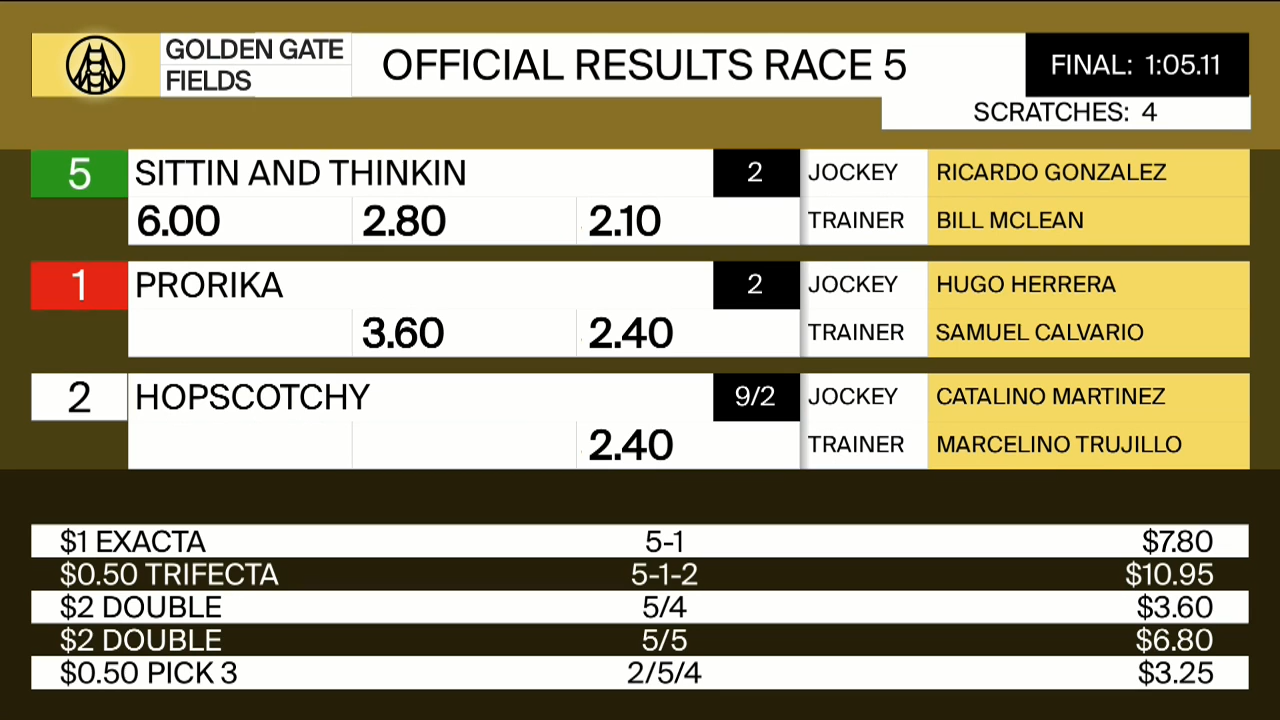 GOLDEN GATE
FIELDS
OFFICIAL RESULTS RACE 5
FINAL: 1:05.11
SCRATCHES: 4
5 SITTIN AND THINKIN 2 JOCKEY RICARDO GONZALEZ
6.00 2.80 2.10 TRAINER BILL MCLEAN
1 PRORIKA 2 JOCKEY HUGO HERRERA
3.60 2.40 TRAINER SAMUEL CALVARIO
2 HOPSCOTCHY 9/2 JOCKEY CATALINO MARTINEZ
2.40 TRAINER MARCELINO TRUJILLO
$1 EXACTA 5-1 $7.80
$0.50 TRIFECTA 5-1-2 $10.95
$2 DOUBLE 5/4 $3.60
$2 DOUBLE 5/5 $6.80
$0.50 PICK 3 2/5/4 $3.25